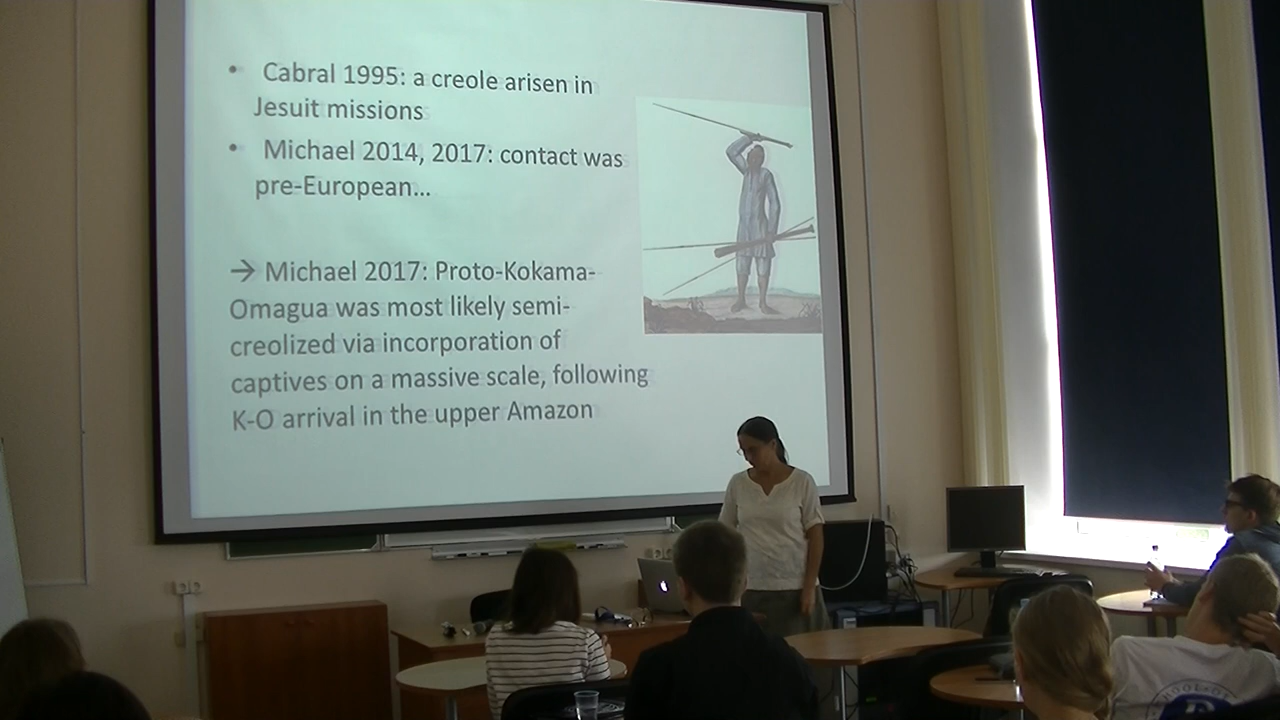 • Cabral 1995: a creole arisen in
Jesuit missions
• Michael 2014, 2017: contact was
pre-European...
→ Michael 2017: Proto-Kokama-
Omagua was most likely semi-
creolized via incorporation of
captives on a massive scale, following
K-O arrival in the upper Amazon